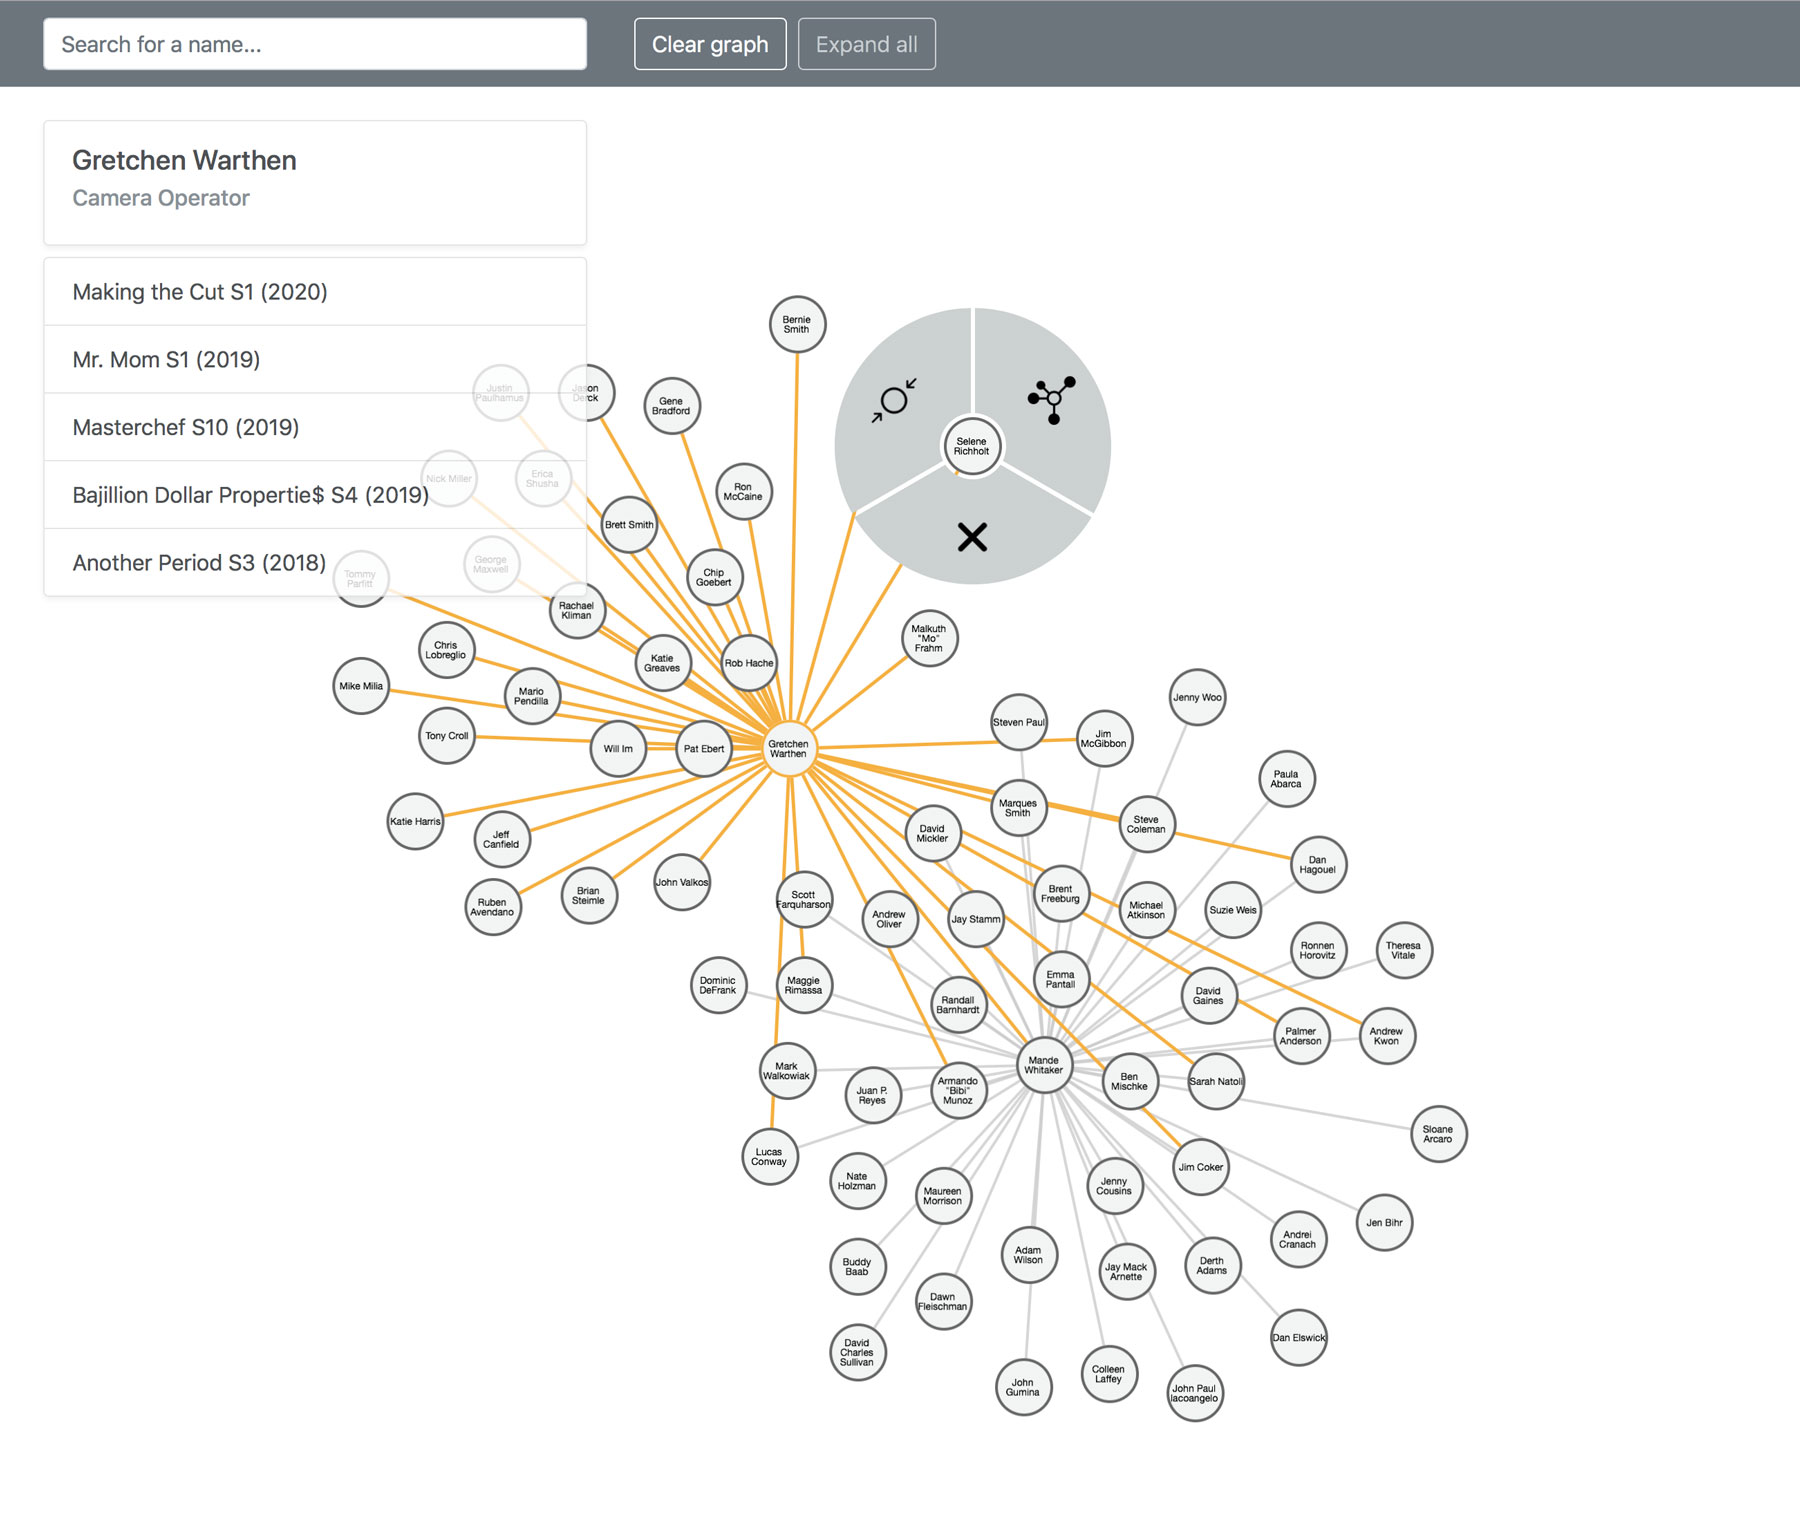 Search for a name...
Clear graph
Expand all
Gretchen Warthen
Camera Operator
Making the Cut S1 (2020)
Mr. Mom S1 (2019)
Masterchef S10 (2019)
Bajillion Dollar Propertie$ S4 (2019)
Another Period S3 (2018)
Bernie
Smith
Justin
Paulhamus
Jason
Derck
Gene
Bradford
Selene
Richholt
Nick Miller
Erica
Shusha
Ron
McCaine
Brett Smith
George
Maxwell
Tommy
Parfitt
Chip
Goebert
Rachael
Kliman
Malkuth
"Mo"
Frahm
Chris
Lobreglio
Katie
Greaves
Rob Hache
Mike Milia
Mario
Pendilla
Jenny Woo
Steven Paul
Tony Croll
Will Im
Pat Ebert
Gretchen
Warthen
Jim
McGibbon
Paula
Abarca
Marques
Smith
Katie Harris
Jeff
Canfield
David
Mickler
Steve
Coleman
Dan
Hagouel
John Valkos
Brian
Steimle
Ruben
Avendano
Scott
Farquharson
Andrew
Oliver
Jay Stamm
Brent
Freeburg
Michael
Atkinson
Suzie Weis
Ronnen
Horovitz
Theresa
Vitale
Dominic
DeFrank
Maggie
Rimassa
Randall
Barnhardt
Emma
Pantall
David
Gaines
Palmer
Anderson
Andrew
Kwon
Mark
Walkowiak
Juan P.
Reyes
Armando
"Bibi"
Munoz
Mande
Whitaker
Ben
Mischke
Sarah Natoli
Sloane
Arcaro
Lucas
Conway
Nate
Holzman
Maureen
Morrison
Jenny
Cousins
Jim Coker
Jen Bihr
Andrei
Cranach
Buddy
Baab
Adam
Wilson
Jay Mack
Arnette
Derth
Adams
Dawn
Fleischman
Dan Elswick
David
Charles
Sullivan
John
Gumina
Colleen
Laffey
John Paul
Iacoangelo